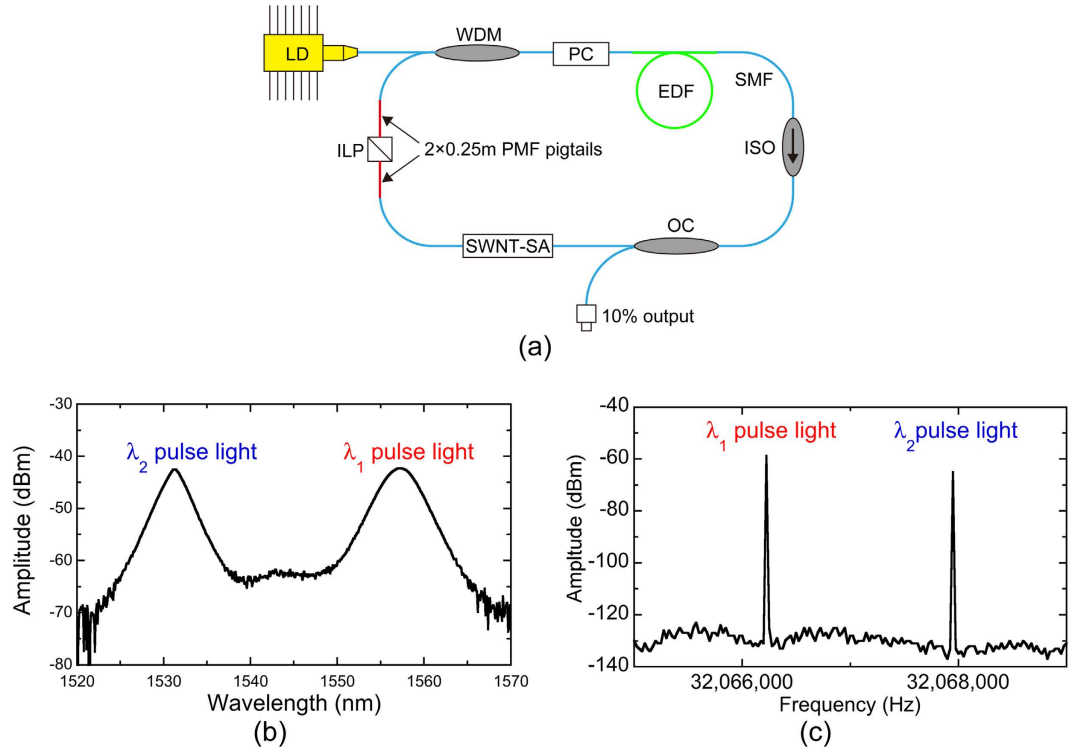 LD
WDM
PC
EDF
SMF
ISO
ILP
2×0.25m PMF pigtails
OC
SWNT-SA
10% output
(a)
Amplitude (dBm)
-30
-40
-50
-60
-70
-80
λ2 pulse light
λ1 pulse light
1520
1530
1540
1550
1560
1570
Wavelength (nm)
(b)
Ampltude (dBm)
-40
-60
-80
-100
-120
-140
λ1 pulse light
λ2pulse light
32,066,000
32,068,000
Frequency (Hz)
(c)